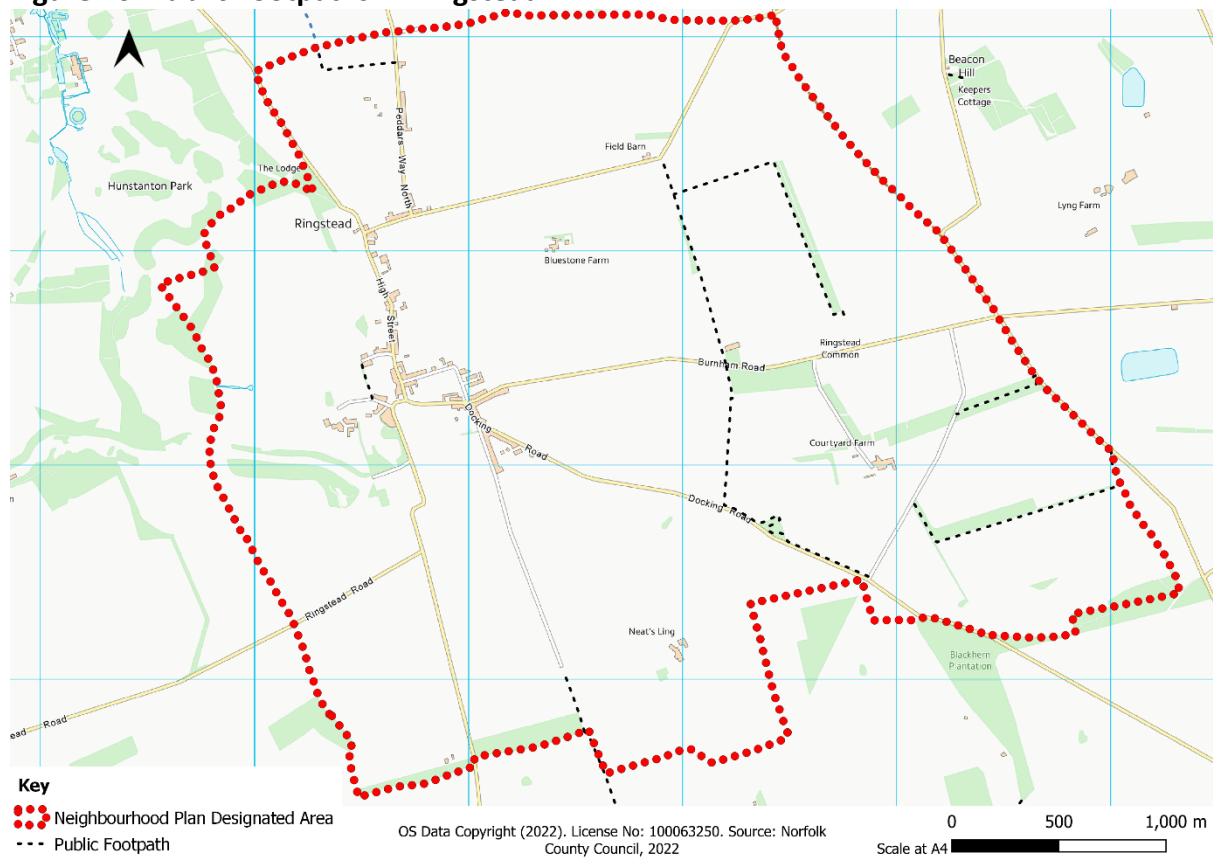 Beacon
Hill
Keepers
Cottage
Peddars Way North
Field Barn
The Lodge
Hunstanton Park
Lyng Farm
Ringstead
Bluestone Farm
High Street
Ringstead
Common
Burnham Road
Docking Road
Courtyard Farm
Docking Road
Ringstead Road
Neat's Ling
Blackhern
Plantation
ead Road
Key
Neighbourhood Plan Designated Area
Public Footpath
OS Data Copyright (2022). License No: 100063250. Source: Norfolk
County Council, 2022
0 500 1,000 m
Scale at A4